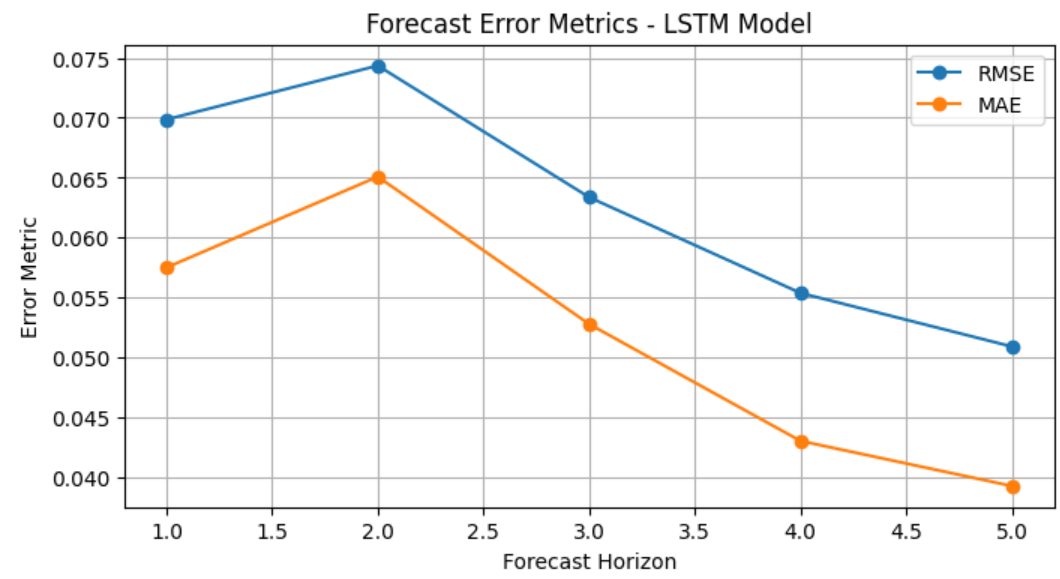 Forecast Error Metrics - LSTM Model
RMSE
MAE
Error Metric
0.075
0.070
0.065
0.060
0.055
0.050
0.045
0.040
1.0 1.5 2.0 2.5 3.0 3.5 4.0 4.5 5.0
Forecast Horizon